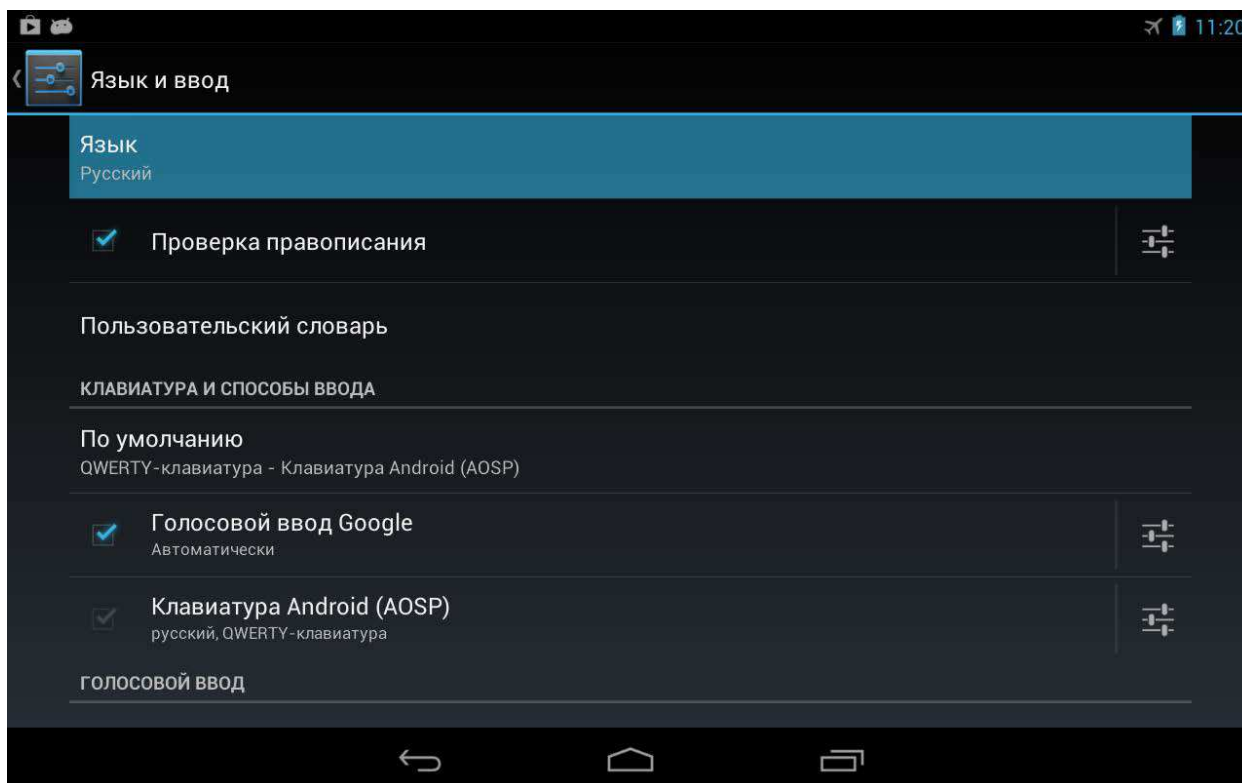 11:20
Язык и ввод
Язык
Русский
Проверка правописания
Пользовательский словарь
КЛАВИАТУРА И СПОСОБЫ ВВОДА
По умолчанию
QWERTY-клавиатура - Клавиатура Android (AOSP)
Голосовой ввод Google
Автоматически
Клавиатура Android (AOSP)
русский, QWERTY-клавиатура
ГОЛОСОВОЙ ВВОД